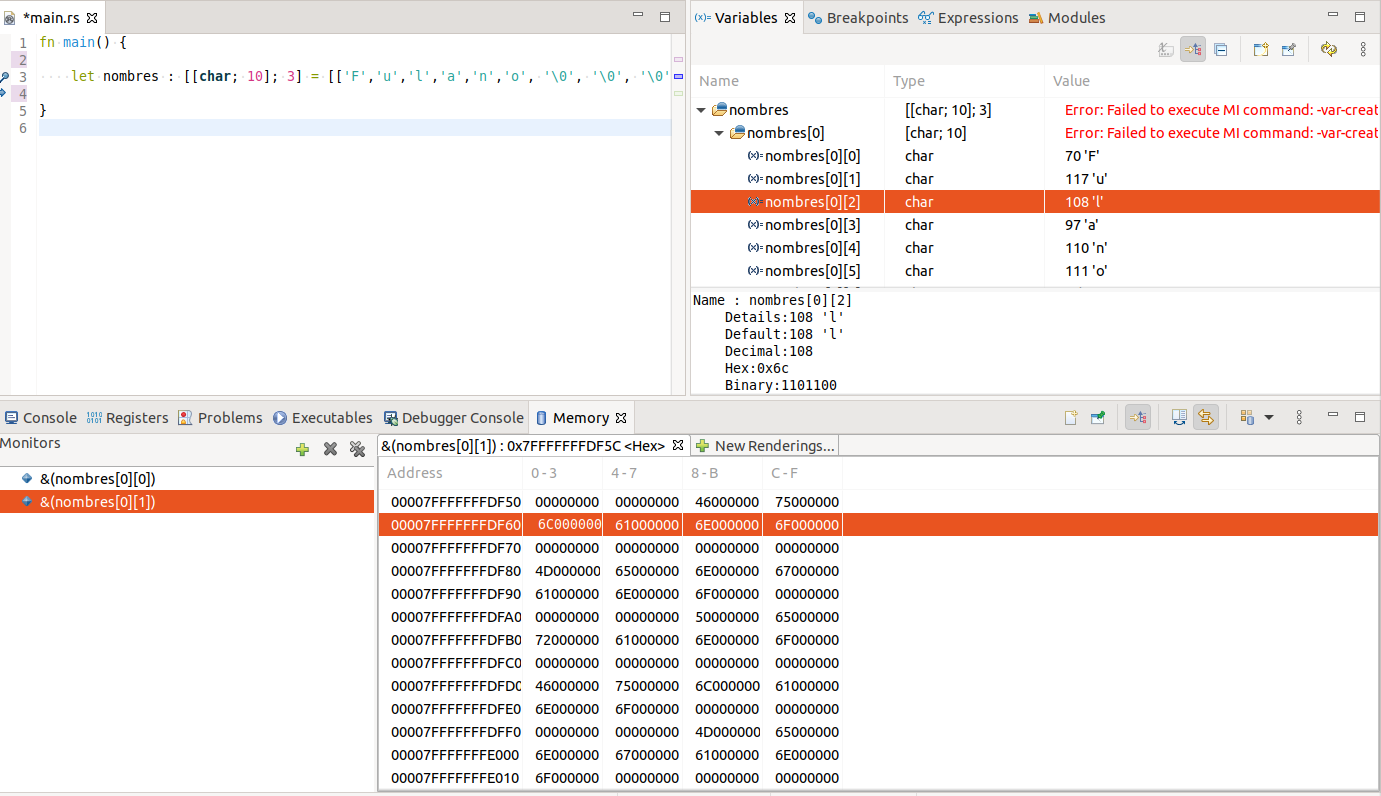 *main.rs
1 fn main() {
2
3     let nombres : [[char; 10]; 3] = [['F','u','l','a','n','o', '\0', '\0', '\0'
4
5 }
6
(x)= Variables Breakpoints Expressions Modules
Name Type Value
nombres [[char; 10]; 3] Error: Failed to execute MI command: -var-creat
nombres[0] [char; 10] Error: Failed to execute MI command: -var-creat
(x)= nombres[0][0] char 70 'F'
(x)= nombres[0][1] char 117 'u'
(x)= nombres[0][2] char 108 'l'
(x)= nombres[0][3] char 97 'a'
(x)= nombres[0][4] char 110 'n'
(x)= nombres[0][5] char 111 'o'
Name : nombres[0][2]
    Details:108 'l'
    Default:108 'l'
    Decimal:108
    Hex:0x6c
    Binary:1101100
Console Registers Problems Executables Debugger Console Memory
Monitors
&(nombres[0][0])
&(nombres[0][1])
&(nombres[0][1]) : 0x7FFFFFFFDF5C <Hex> New Renderings...
Address 0 - 3 4 - 7 8 - B C - F
00007FFFFFFFDF50 00000000 00000000 46000000 75000000
00007FFFFFFFDF60 6C000000 61000000 6E000000 6F000000
00007FFFFFFFDF70 00000000 00000000 00000000 00000000
00007FFFFFFFDF80 4D000000 65000000 6E000000 67000000
00007FFFFFFFDF90 61000000 6E000000 6F000000 00000000
00007FFFFFFFDFA0 00000000 00000000 50000000 65000000
00007FFFFFFFDFB0 72000000 61000000 6E000000 6F000000
00007FFFFFFFDFC0 00000000 00000000 00000000 00000000
00007FFFFFFFDFD0 46000000 75000000 6C000000 61000000
00007FFFFFFFDFE0 6E000000 6F000000 00000000 00000000
00007FFFFFFFDFF0 00000000 00000000 4D000000 65000000
00007FFFFFFFE000 6E000000 67000000 61000000 6E000000
00007FFFFFFFE010 6F000000 00000000 00000000 00000000